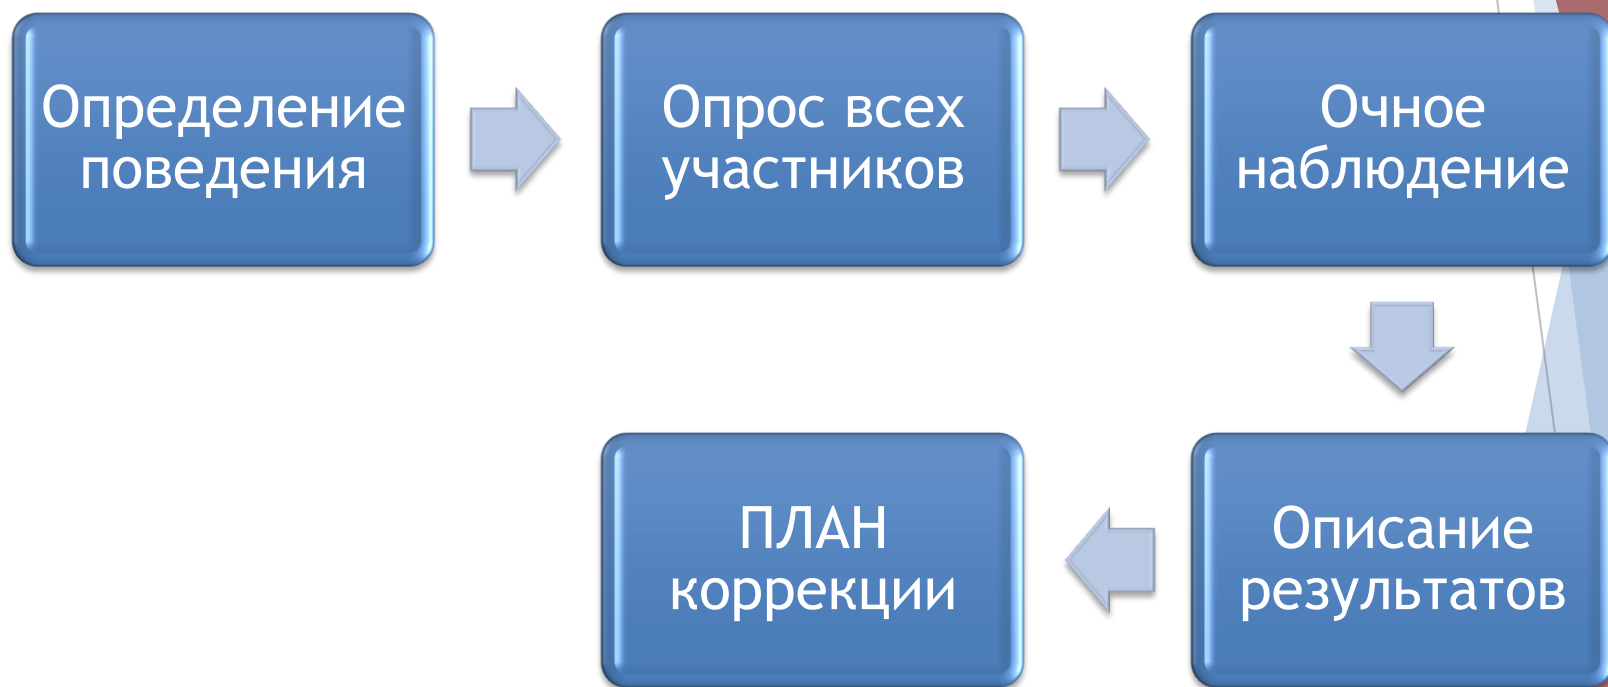 Определение
поведения
Опрос всех
участников
Очное
наблюдение
Описание
результатов
ПЛАН
коррекции